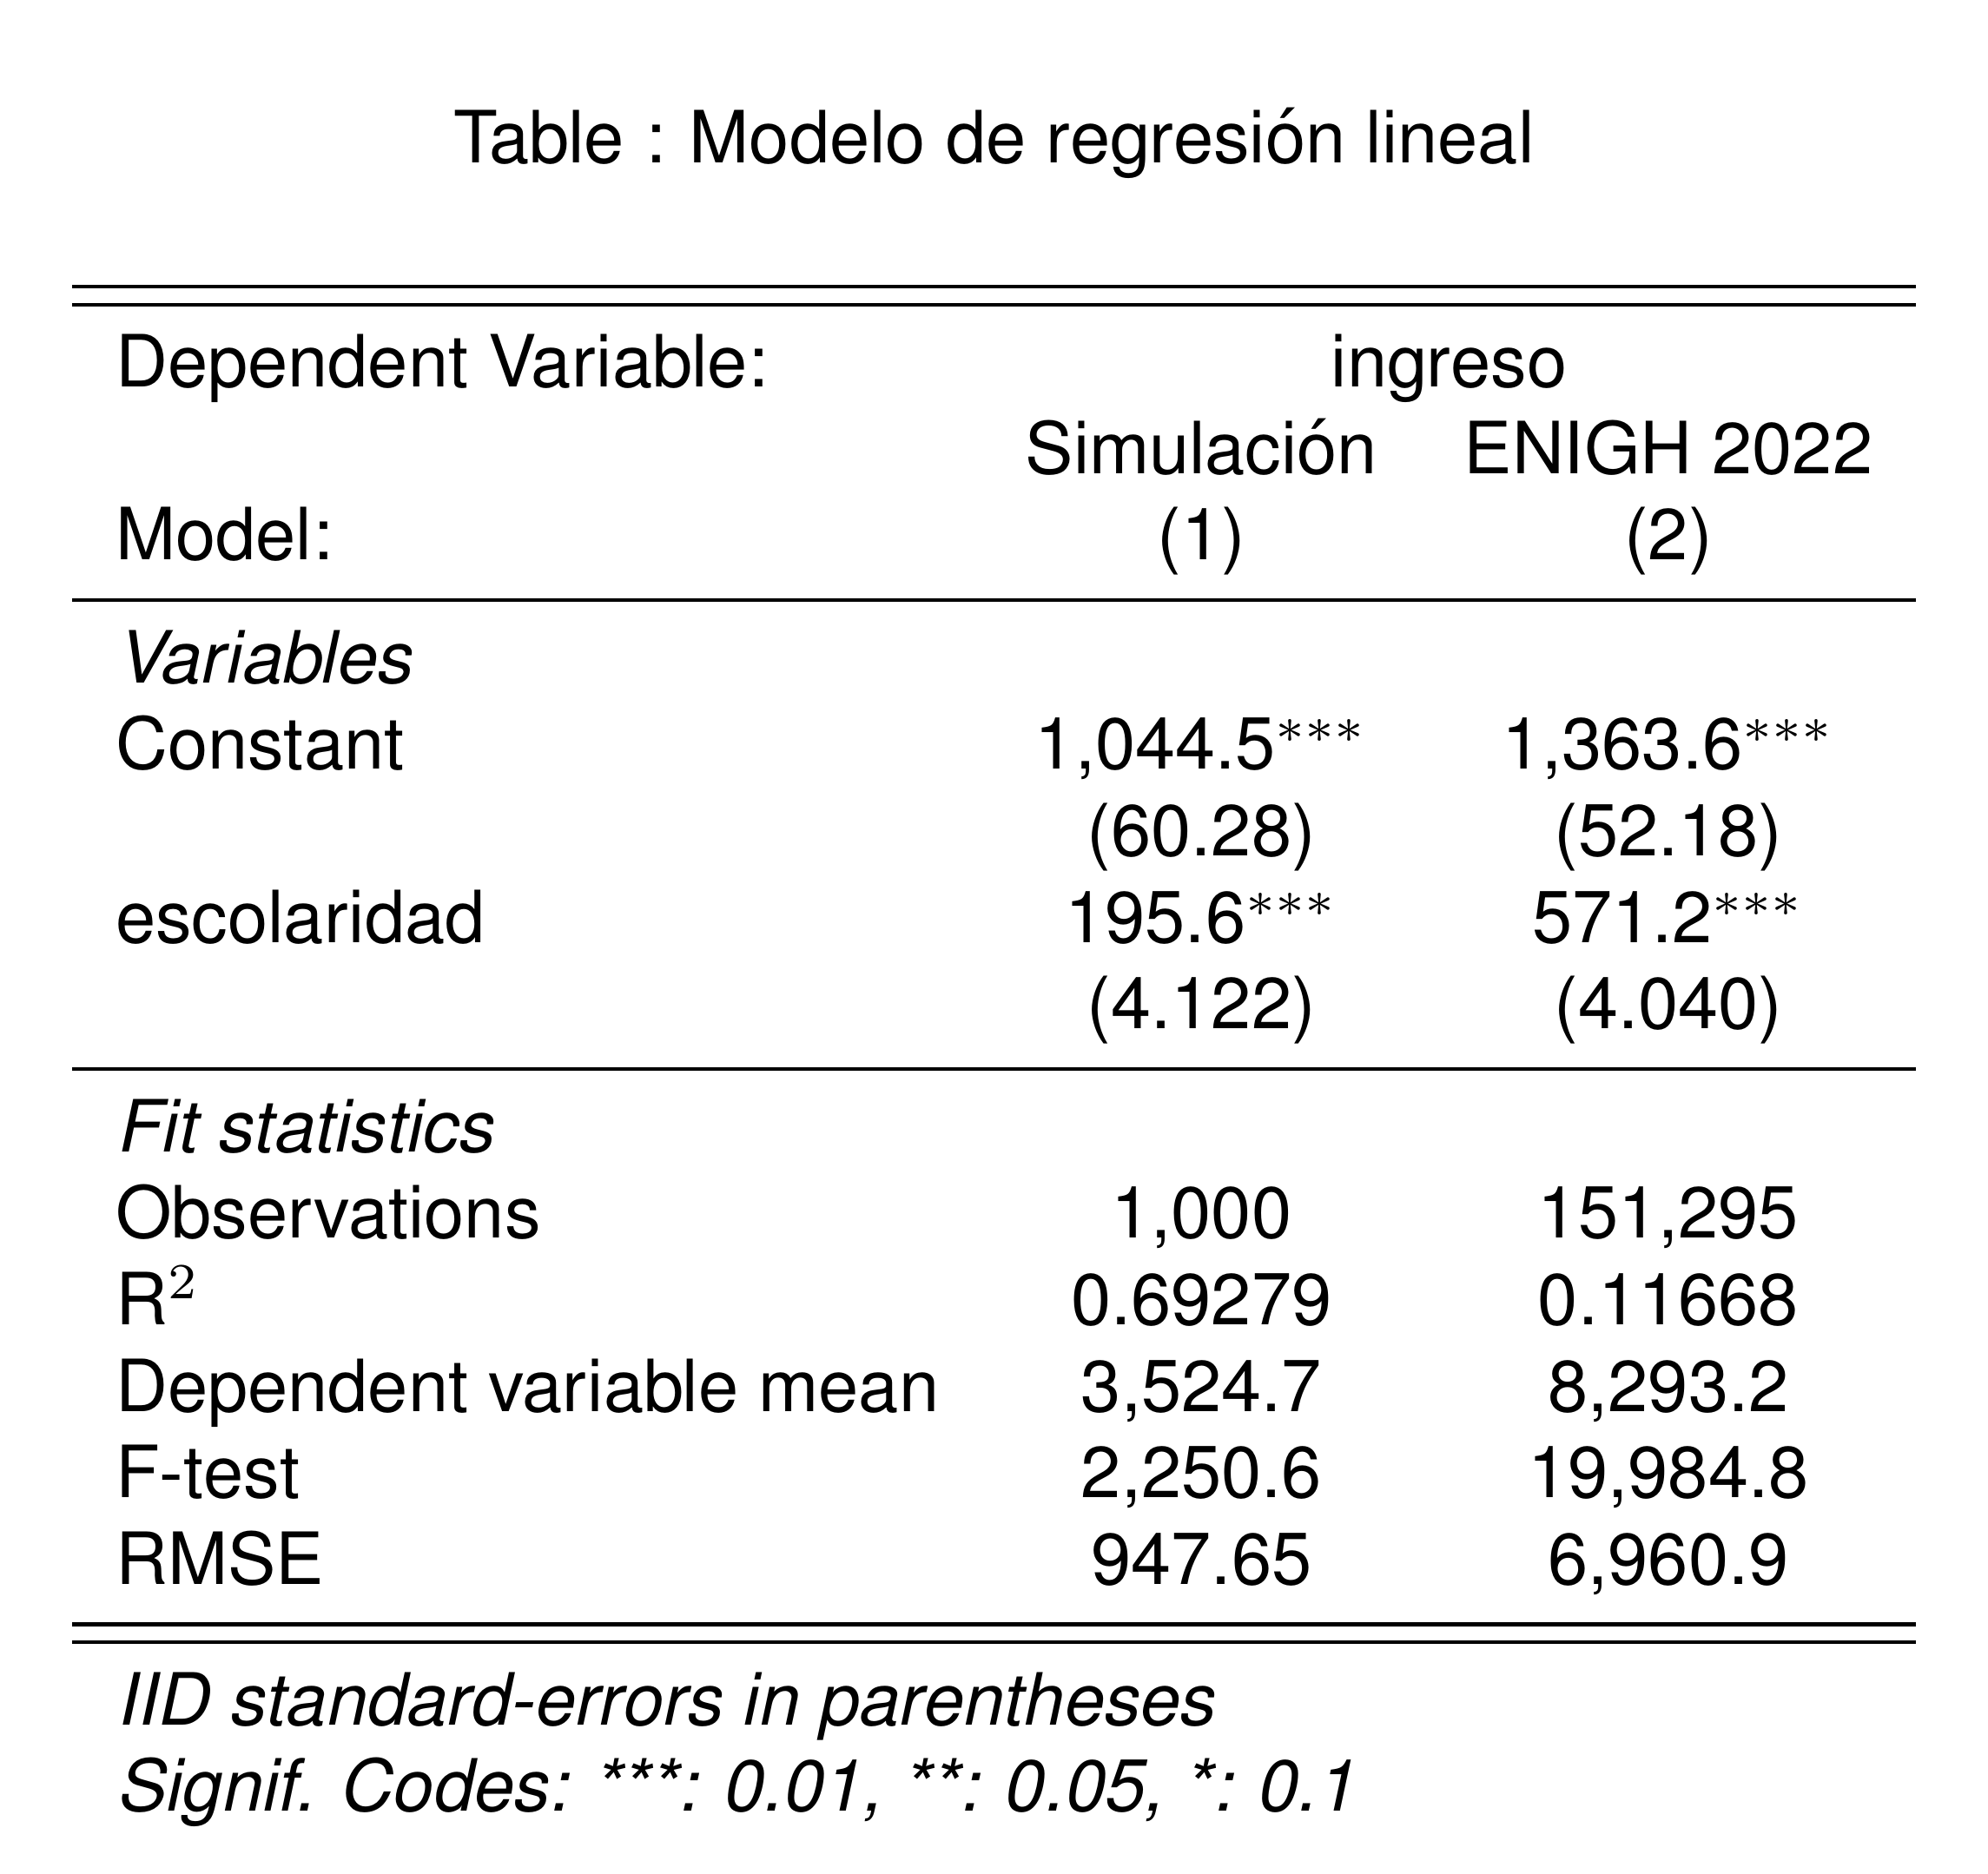 Table : Modelo de regresión lineal
Dependent Variable: ingreso
Simulación ENIGH 2022
Model: (1) (2)
Variables
Constant 1,044.5*** 1,363.6***
(60.28) (52.18)
escolaridad 195.6*** 571.2***
(4.122) (4.040)
Fit statistics
Observations 1,000 151,295
R² 0.69279 0.11668
Dependent variable mean 3,524.7 8,293.2
F-test 2,250.6 19,984.8
RMSE 947.65 6,960.9
IID standard-errors in parentheses
Signif. Codes: ***: 0.01, **: 0.05, *: 0.1